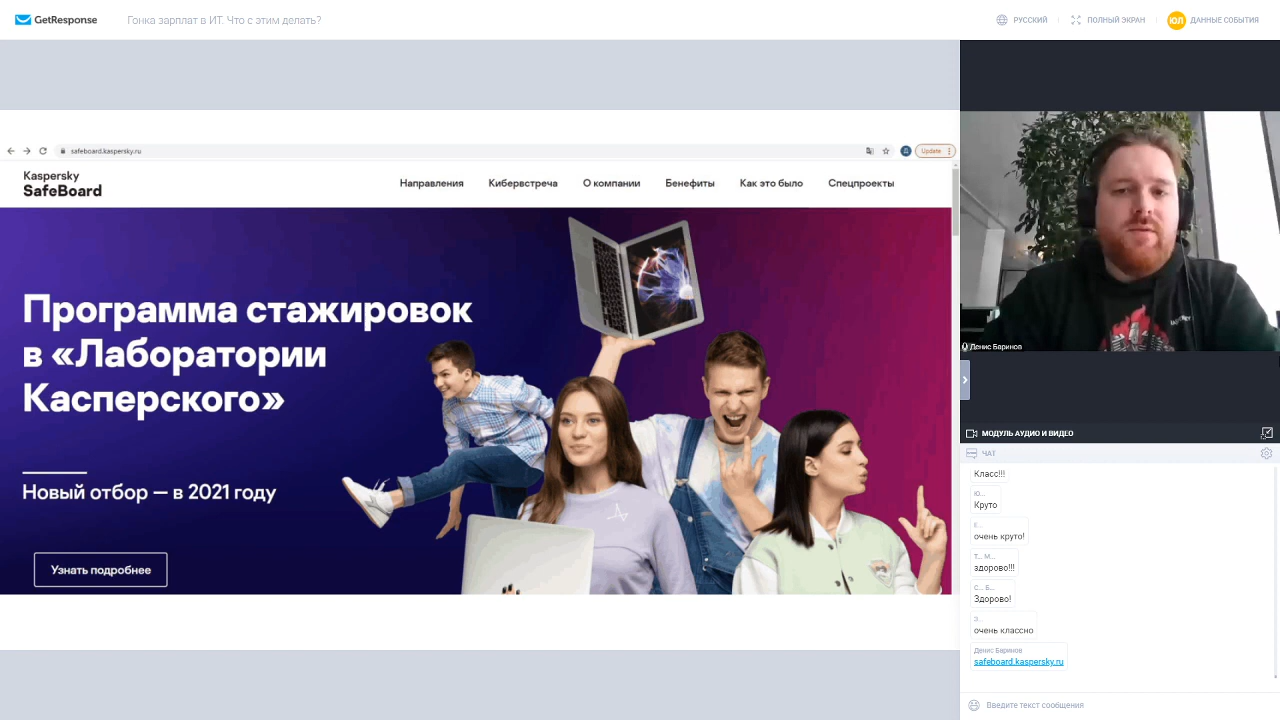 GetResponse
Гонка зарплат в ИТ. Что с этим делать?
РУССКИЙ
ПОЛНЫЙ ЭКРАН
ЮЛ
ДАННЫЕ СОБЫТИЯ
safeboard.kaspersky.ru
Update
Kaspersky
SafeBoard
Направления
Кибервстреча
О компании
Бенефиты
Как это было
Спецпроекты
Программа стажировок
в «Лаборатории
Касперского»
Новый отбор — в 2021 году
Узнать подробнее
Денис Баринов
МОДУЛЬ АУДИО И ВИДЕО
ЧАТ
Класс!!!
Ю...
Круто
Е...
очень круто!
Т... М...
здорово!!!
С... Б...
Здорово!
Э...
очень классно
Денис Баринов
safeboard.kaspersky.ru
Введите текст сообщения